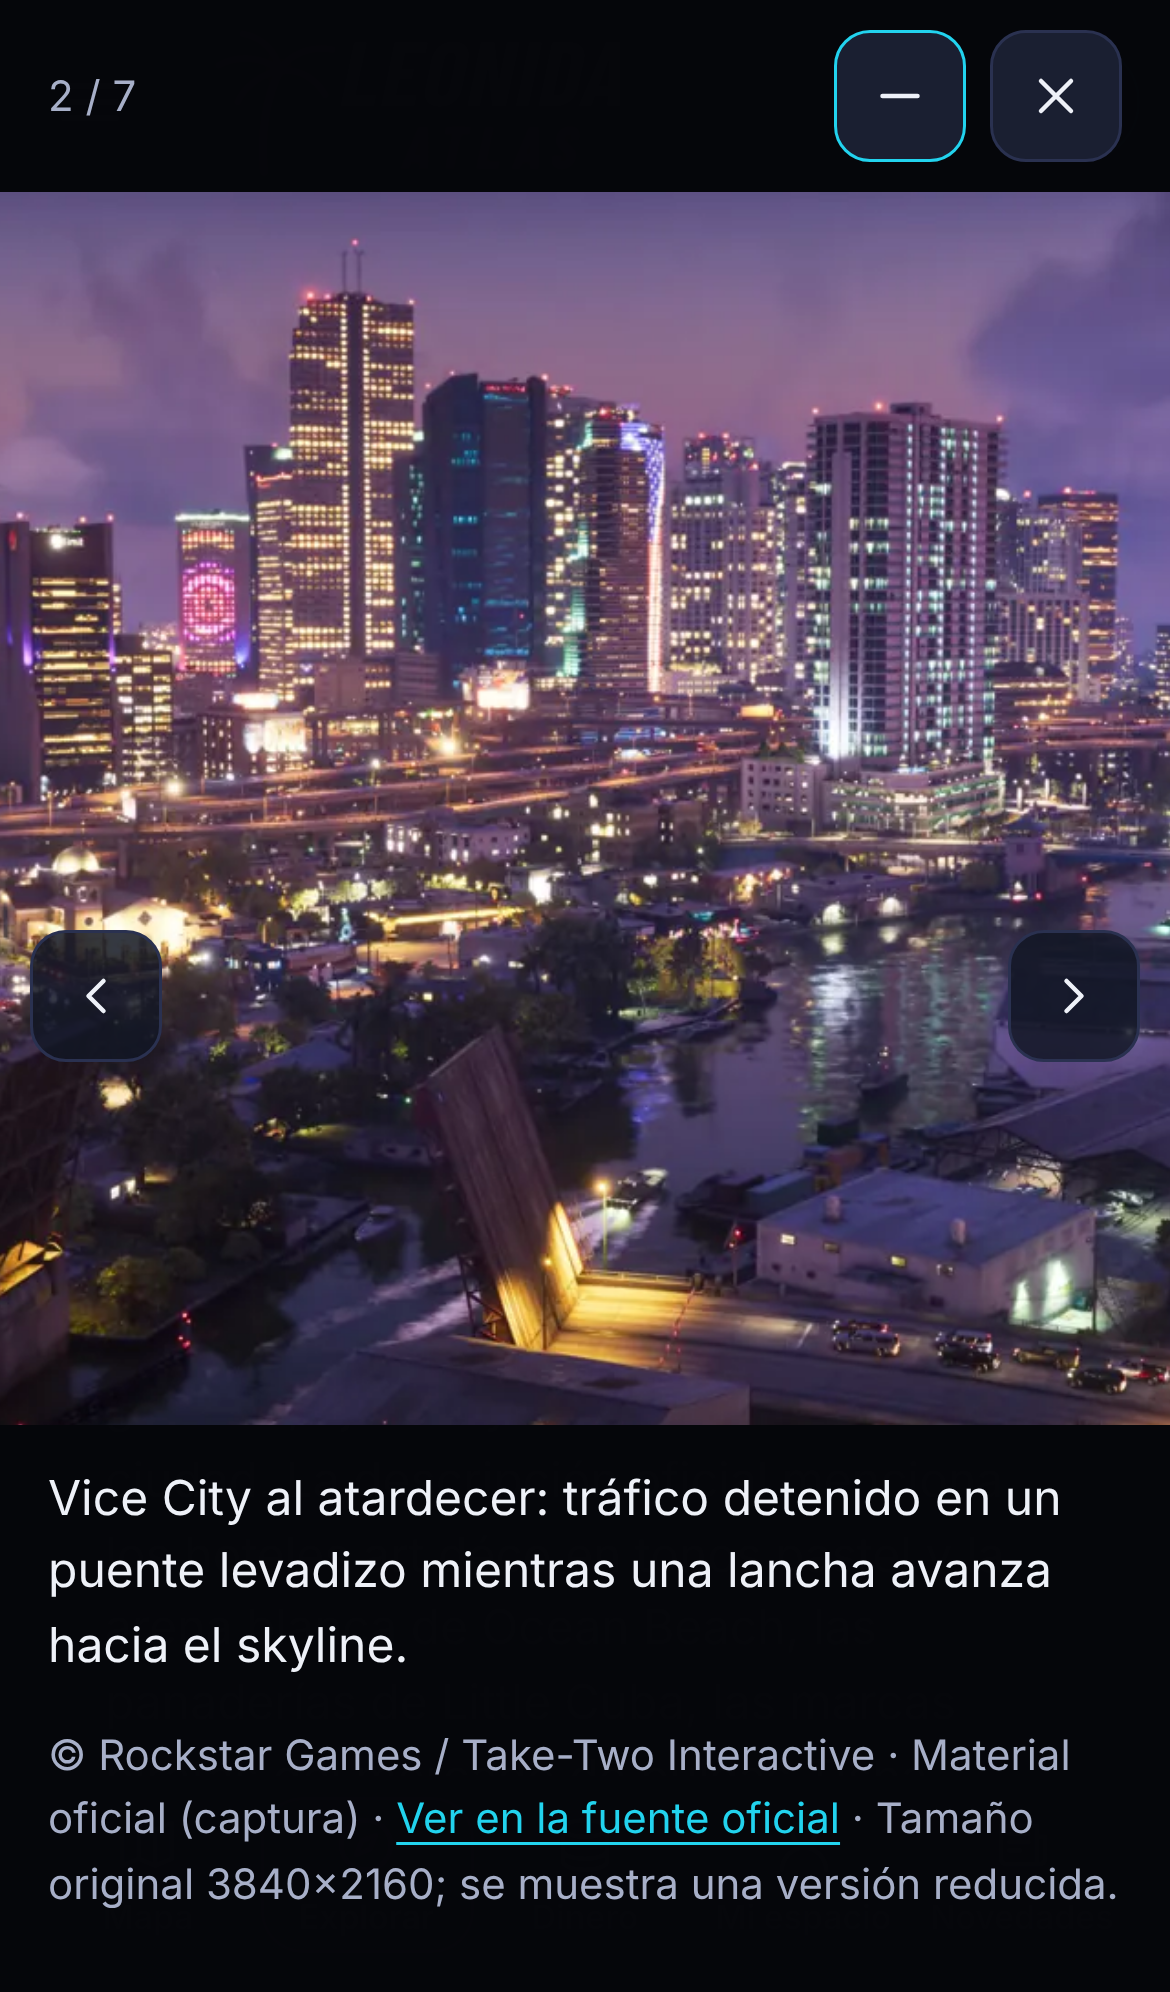 2 / 7
Vice City al atardecer: tráfico detenido en un
puente levadizo mientras una lancha avanza
hacia el skyline.
© Rockstar Games / Take-Two Interactive · Material
oficial (captura) · Ver en la fuente oficial · Tamaño
original 3840×2160; se muestra una versión reducida.